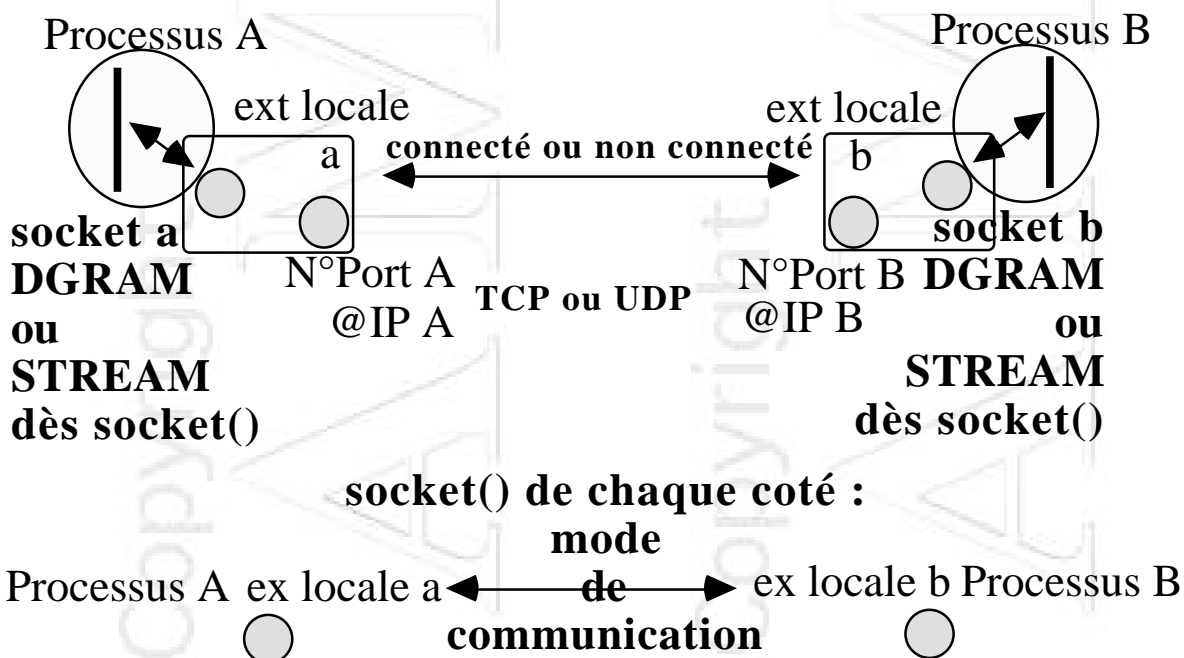 Processus A
Processus B
ext locale
ext locale
a
connecté ou non connecté
b
socket a
DGRAM
ou
STREAM
dès socket()
N°Port A
@IP A
TCP ou UDP
N°Port B
@IP B
socket b
DGRAM
ou
STREAM
dès socket()
socket() de chaque coté :
mode
de
communication
Processus A ex locale a
ex locale b Processus B
Copyright
Copyright